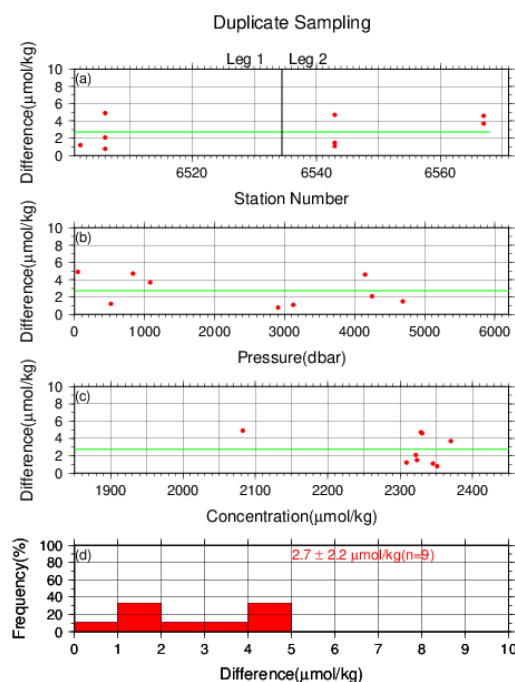 Duplicate Sampling
Leg 1 Leg 2
(a)
Difference(μmol/kg)
10
8
6
4
2
0
6520 6540 6560
Station Number
(b)
Difference(μmol/kg)
10
8
6
4
2
0
0 1000 2000 3000 4000 5000 6000
Pressure(dbar)
(c)
Difference(μmol/kg)
10
8
6
4
2
0
1900 2000 2100 2200 2300 2400
Concentration(μmol/kg)
(d)
2.7 ± 2.2 μmol/kg(n=9)
Frequency(%)
100
80
60
40
20
0
0 1 2 3 4 5 6 7 8 9 10
Difference(μmol/kg)